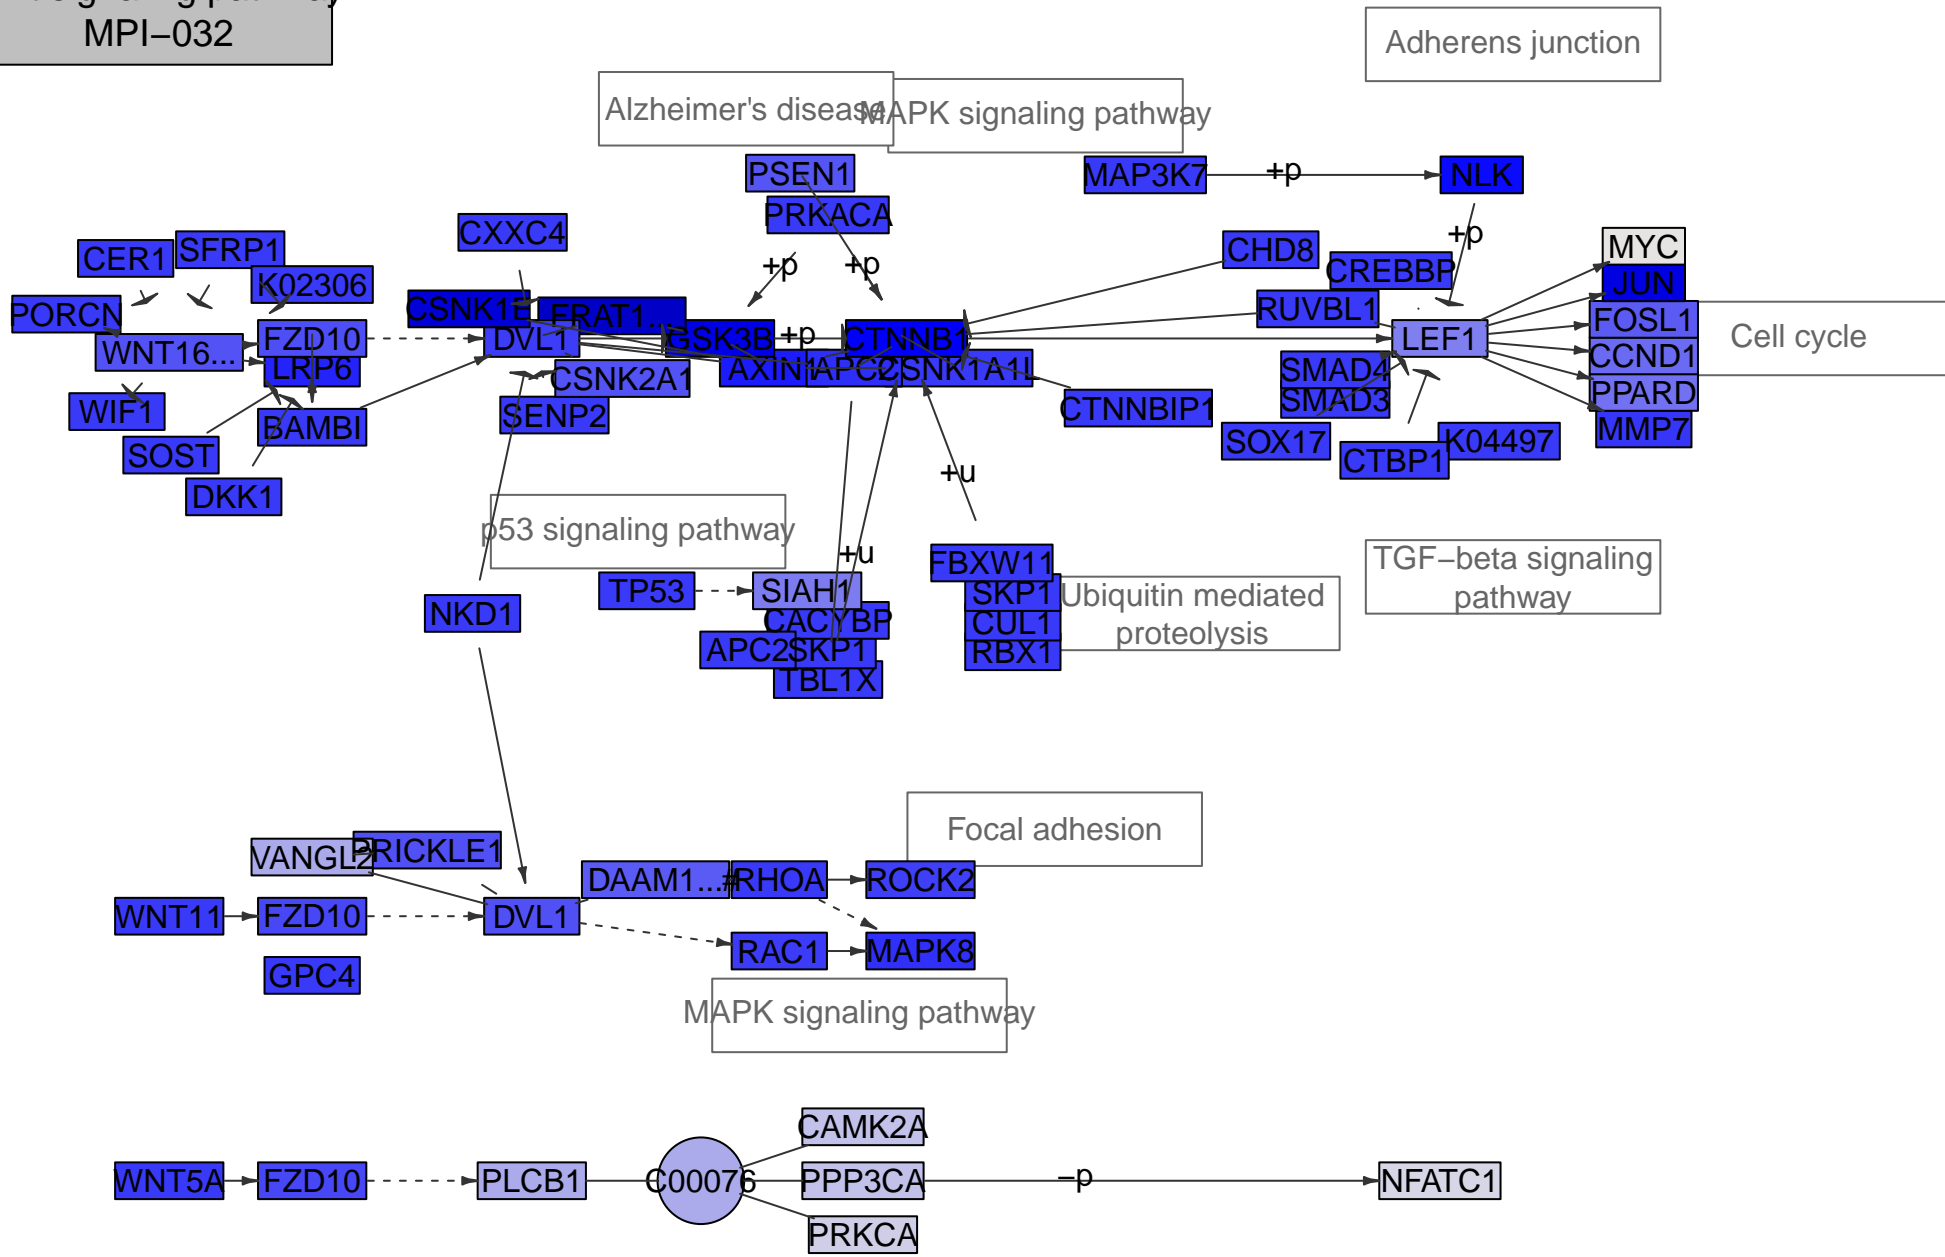 signaling pathway
MPI−032
Adherens junction
Alzheimer's disease
MAPK signaling pathway
PSEN1
MAP3K7
+p
NLK
PRKACA
CXXC4
CER1
SFRP1
K02306
+p
+p
CHD8
CREBBP
+p
MYC
JUN
PORCN
CSNK1E
FRAT1...
RUVBL1
FOSL1
WNT16...
FZD10
DVL1
GSK3B
+p
CTNNB1
LEF1
Cell cycle
CCND1
LRP6
CSNK2A1
AXIN1
APC2
CSNK1A1L
SMAD4
PPARD
WIF1
SENP2
CTNNBIP1
SMAD3
BAMBI
MMP7
SOST
SOX17
K04497
CTBP1
DKK1
+u
p53 signaling pathway
+u
FBXW11
TGF−beta signaling
pathway
TP53
SIAH1
SKP1
Ubiquitin mediated
proteolysis
NKD1
CACYBP
CUL1
APC2
SKP1
RBX1
TBL1X
Focal adhesion
VANGL2
PRICKLE1
DAAM1...#
RHOA
ROCK2
WNT11
FZD10
DVL1
RAC1
MAPK8
GPC4
MAPK signaling pathway
CAMK2A
WNT5A
FZD10
PLCB1
C00076
PPP3CA
−p
NFATC1
PRKCA